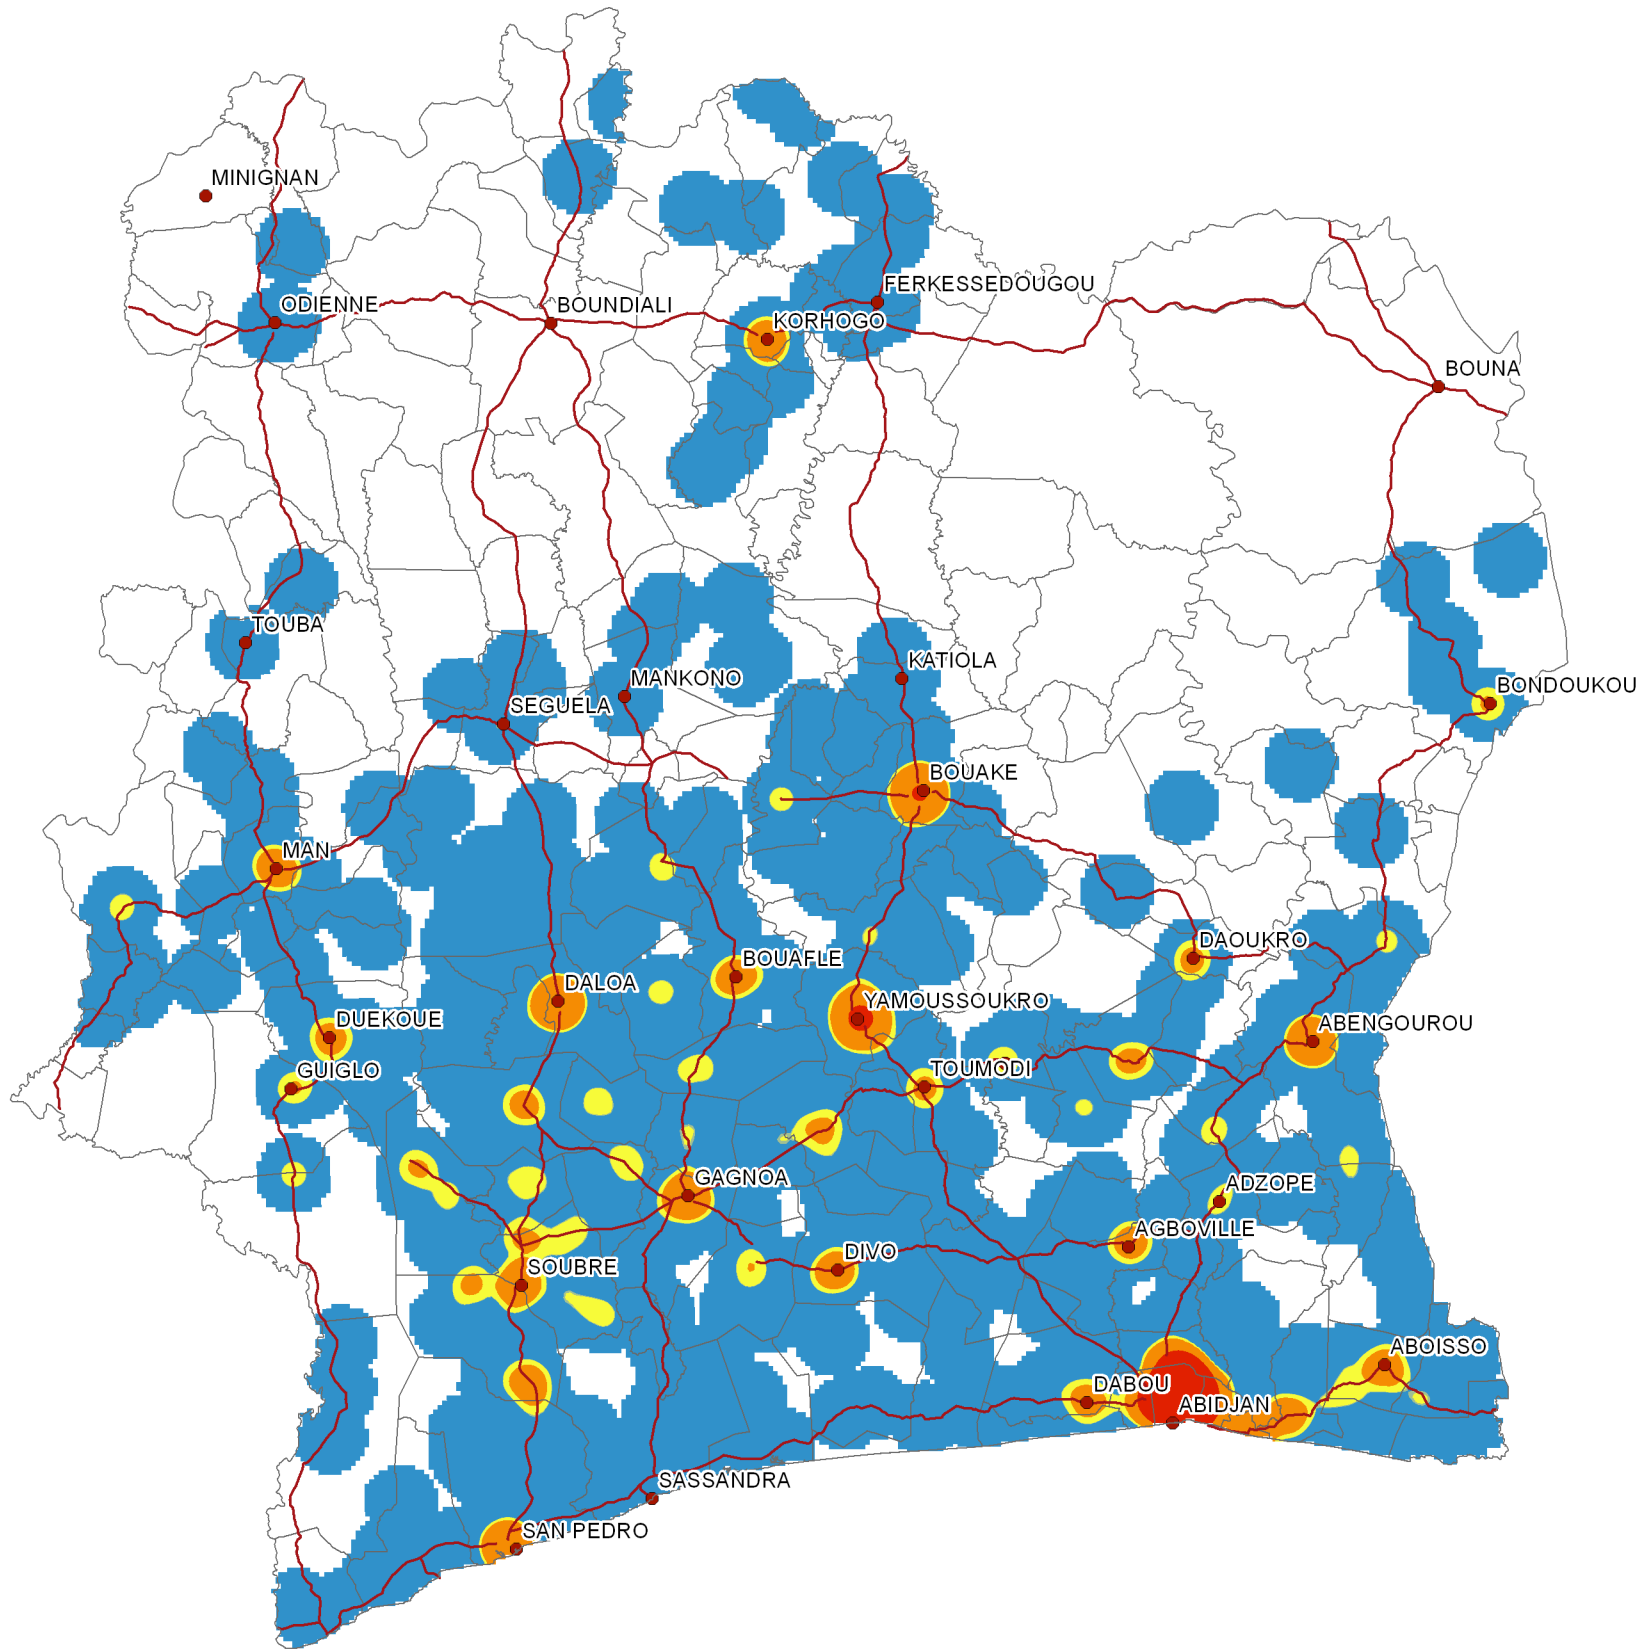 MINIGNAN
ODIENNE
BOUNDIALI
FERKESSEDOUGOU
KORHOGO
BOUNA
TOUBA
KATIOLA
MANKONO
BONDOUKOU
SEGUELA
BOUAKE
MAN
DAOUKRO
BOUAFLE
DALOA
YAMOUSSOUKRO
DUEKOUE
ABENGOUROU
GUIGLO
TOUMODI
GAGNOA
ADZOPE
AGBOVILLE
DIVO
SOUBRE
ABOISSO
DABOU
ABIDJAN
SASSANDRA
SAN PEDRO